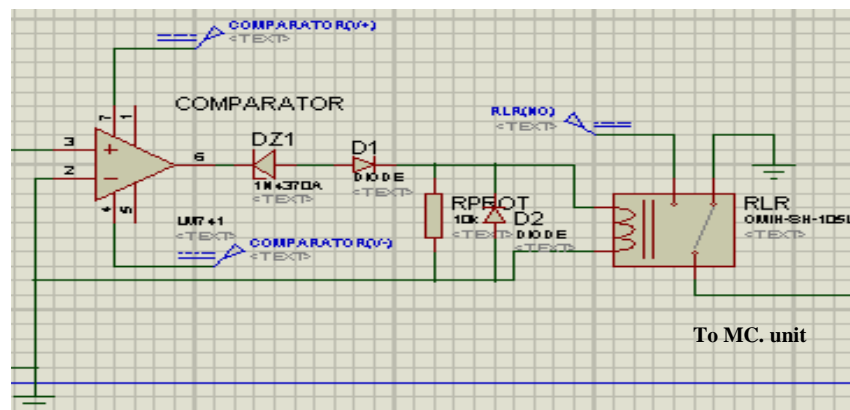 COMPARATOR(V+)
<TEXT>
COMPARATOR
7
1
3
2
6
4
5
DZ1
1N4370A
<TEXT>
D1
DIODE
<TEXT>
LM741
<TEXT>
COMPARATOR(V-)
<TEXT>
RPROT
10k
<TEXT>
D2
DIODE
<TEXT>
RLR(NO)
<TEXT>
RLR
OMIH-SH-105L
<TEXT>
To MC. unit